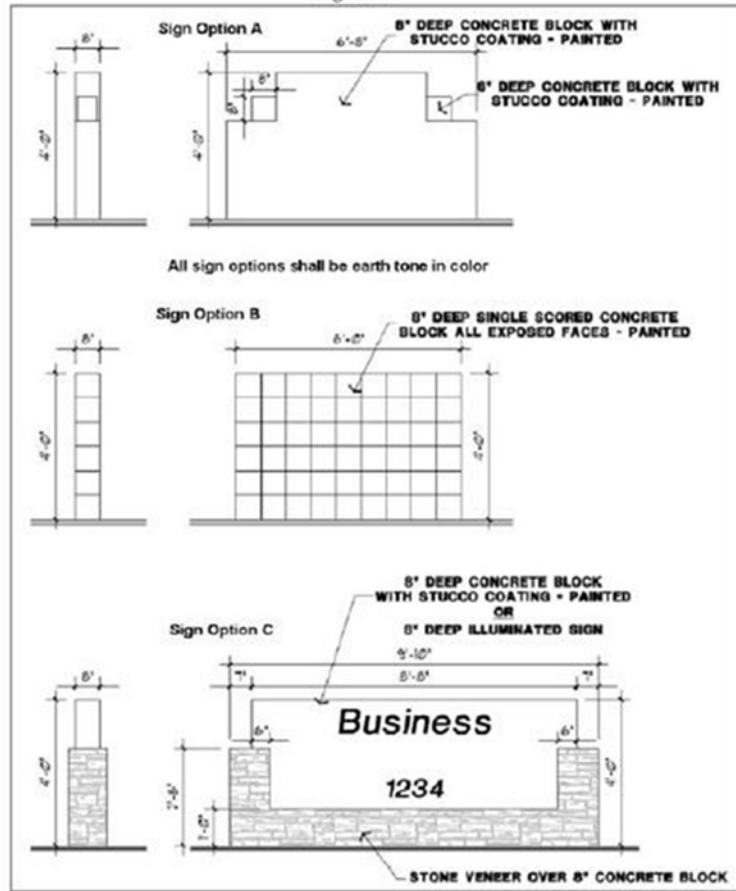 Sign Option A
8" DEEP CONCRETE BLOCK WITH
STUCCO COATING - PAINTED
8"
6'-8"
8"
8"
6" DEEP CONCRETE BLOCK WITH
STUCCO COATING - PAINTED
4'-0"
4'-0"
All sign options shall be earth tone in color
Sign Option B
8" DEEP SINGLE SCORED CONCRETE
BLOCK ALL EXPOSED FACES - PAINTED
8"
4'-0"
4'-0"
8" DEEP CONCRETE BLOCK
WITH STUCCO COATING - PAINTED
OR
8" DEEP ILLUMINATED SIGN
Sign Option C
9'-10"
8"
7"
8'-8"
7"
Business
6"
6"
4'-0"
4'-0"
1234
1'-0"
STONE VENEER OVER 8" CONCRETE BLOCK